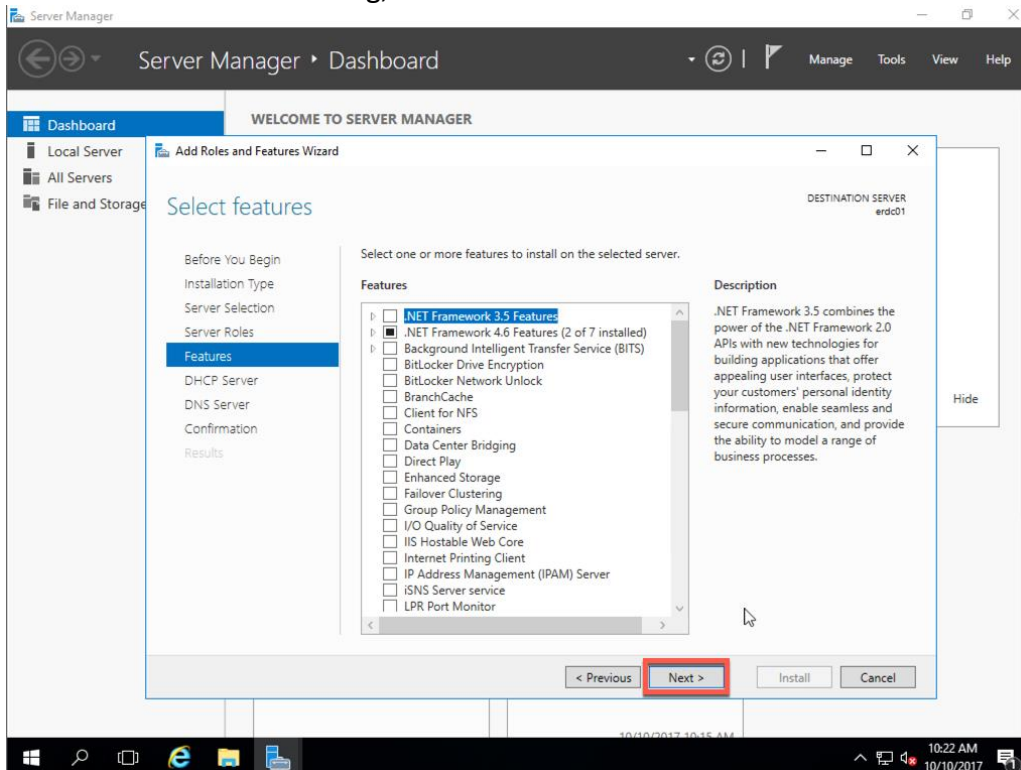 Server Manager
Server Manager ‣ Dashboard
Manage Tools View Help
Dashboard
Local Server
All Servers
File and Storage
WELCOME TO SERVER MANAGER
Add Roles and Features Wizard
Select features
DESTINATION SERVER
erdc01
Before You Begin
Installation Type
Server Selection
Server Roles
Features
DHCP Server
DNS Server
Confirmation
Results
Select one or more features to install on the selected server.
Features
.NET Framework 3.5 Features
.NET Framework 4.6 Features (2 of 7 installed)
Background Intelligent Transfer Service (BITS)
BitLocker Drive Encryption
BitLocker Network Unlock
BranchCache
Client for NFS
Containers
Data Center Bridging
Direct Play
Enhanced Storage
Failover Clustering
Group Policy Management
I/O Quality of Service
IIS Hostable Web Core
Internet Printing Client
IP Address Management (IPAM) Server
iSNS Server service
LPR Port Monitor
Description
.NET Framework 3.5 combines the
power of the .NET Framework 2.0
APIs with new technologies for
building applications that offer
appealing user interfaces, protect
your customers' personal identity
information, enable seamless and
secure communication, and provide
the ability to model a range of
business processes.
Hide
< Previous Next > Install Cancel
10/10/2017 10:15 AM
10:22 AM
10/10/2017
1